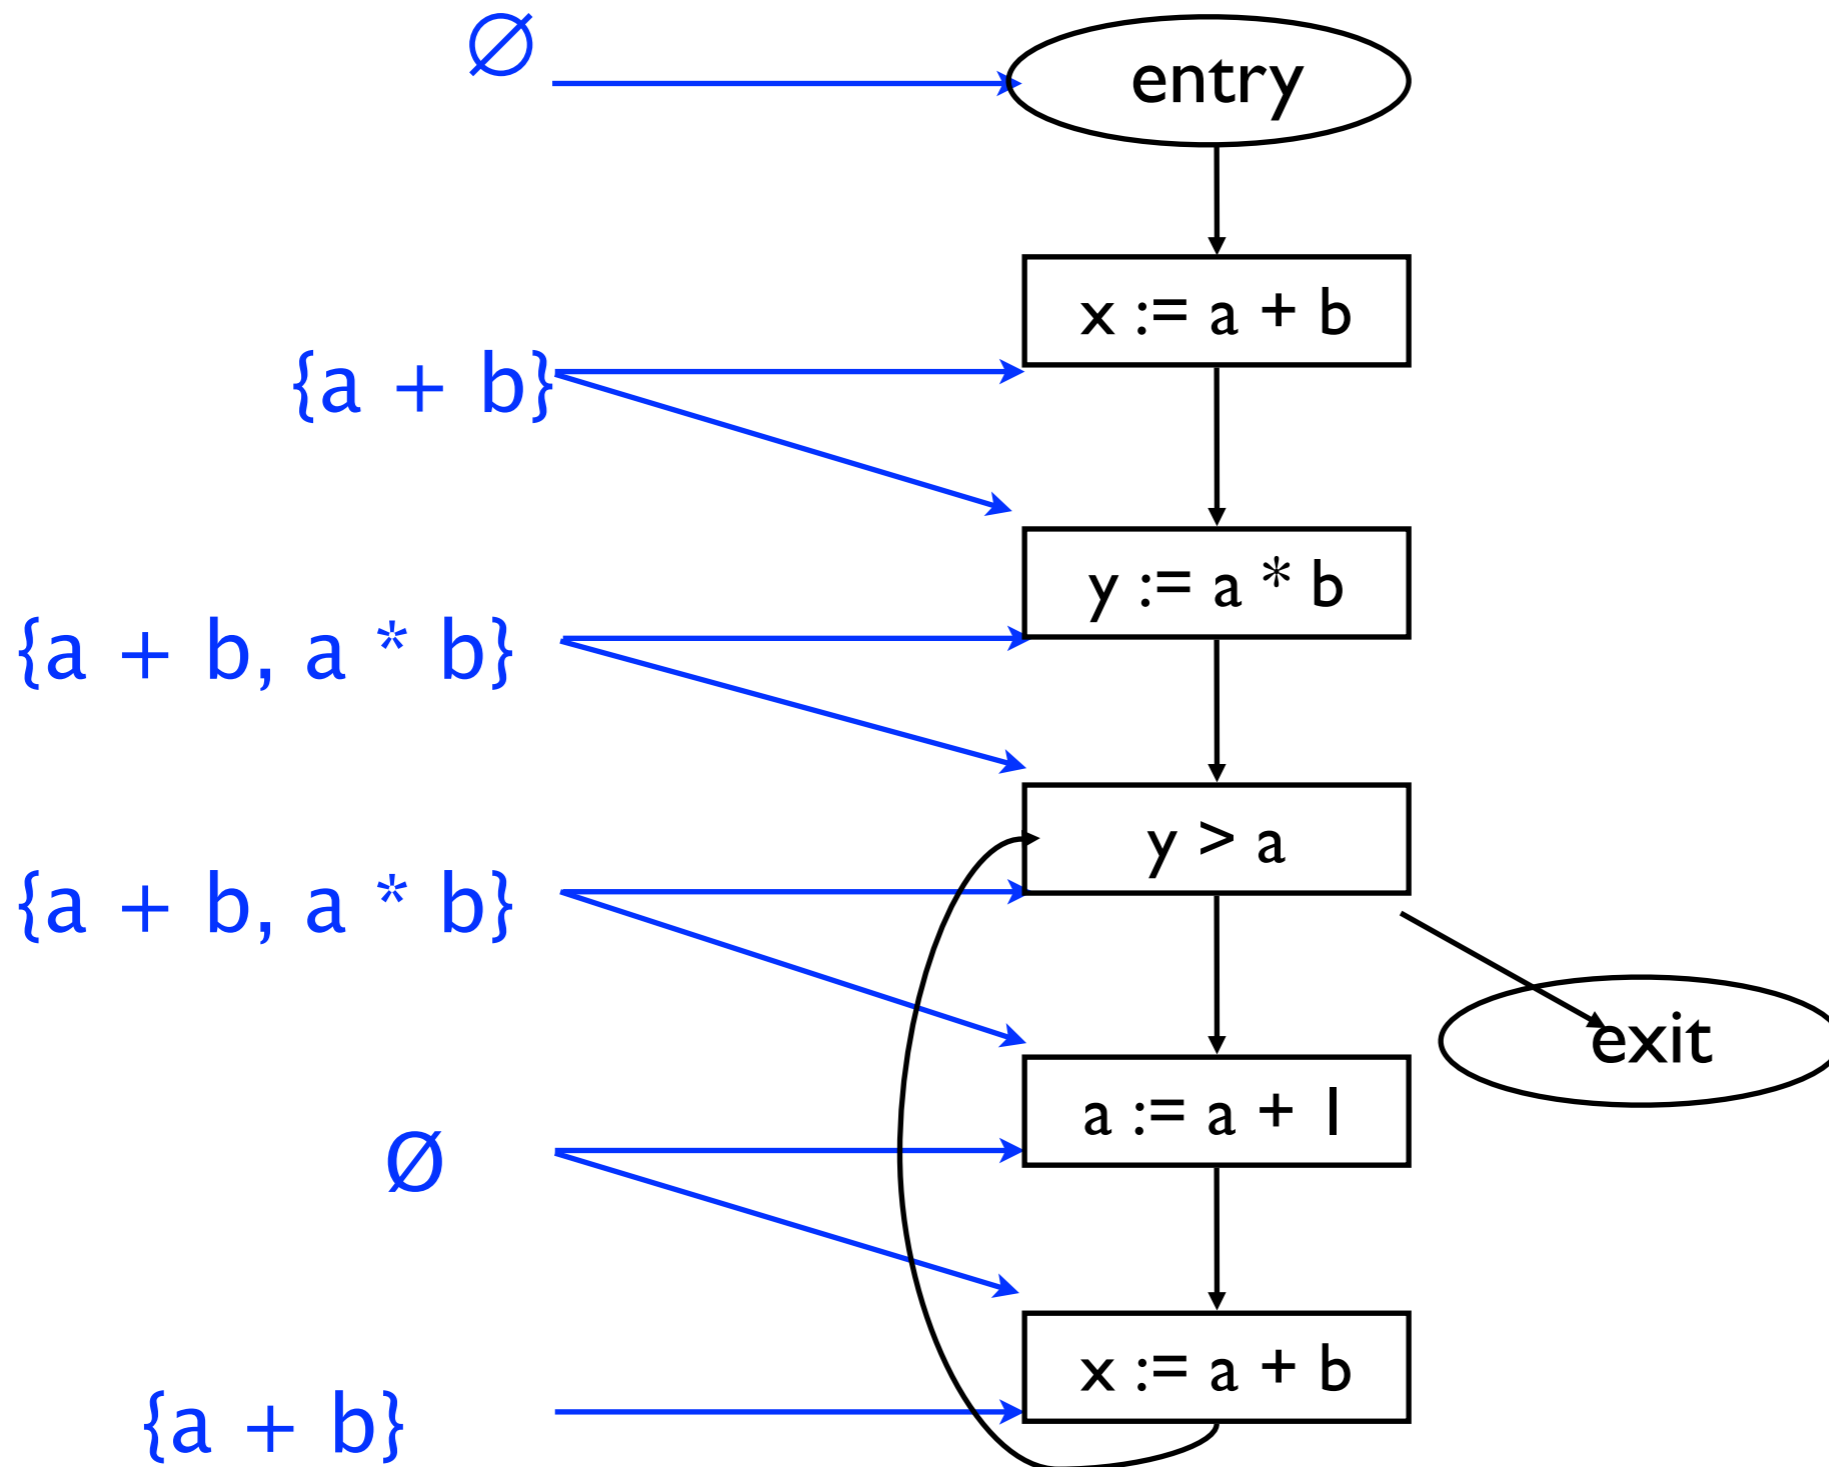 ∅
entry
x := a + b
{a + b}
y := a * b
{a + b, a * b}
y > a
{a + b, a * b}
exit
a := a + 1
Ø
x := a + b
{a + b}